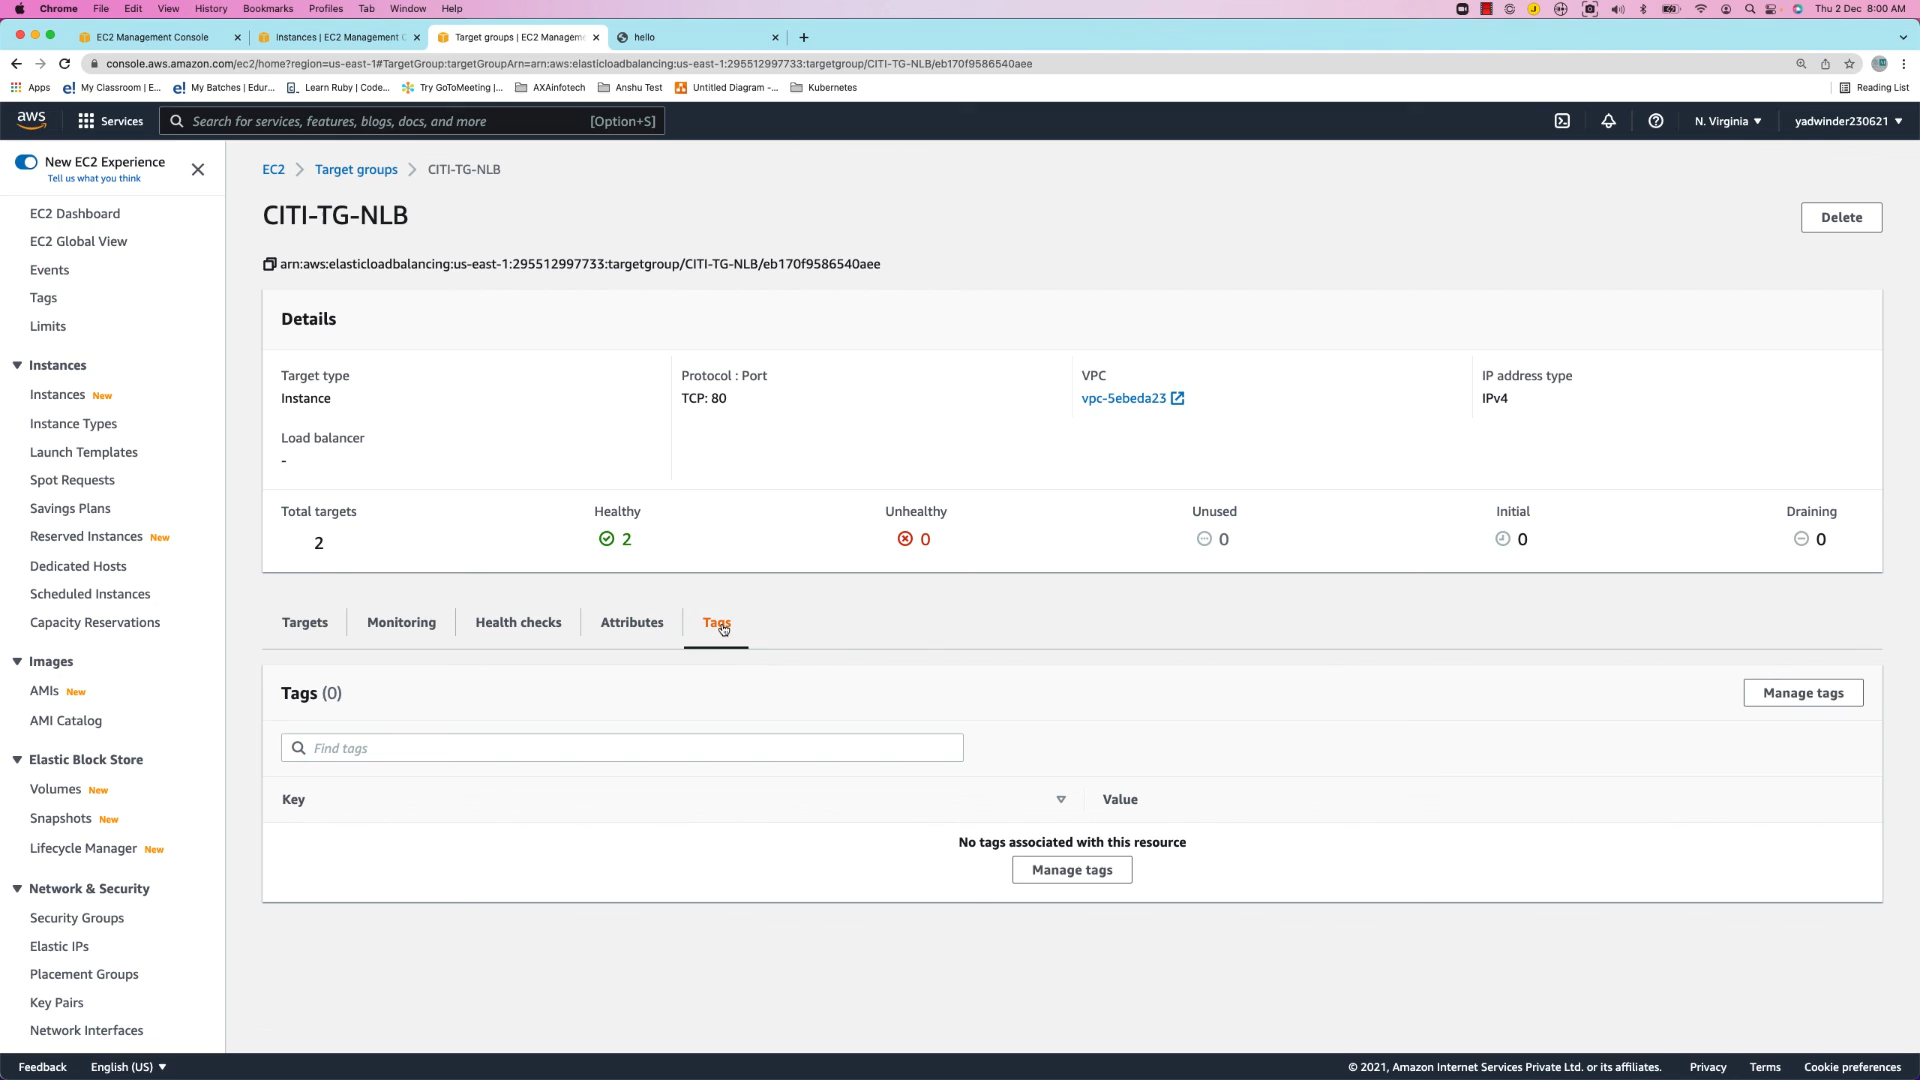 Chrome File Edit View History Bookmarks Profiles Tab Window Help Thu 2 Dec 8:00 AM
EC2 Management Console Instances | EC2 Management C Target groups | EC2 Manageme hello
console.aws.amazon.com/ec2/home?region=us-east-1#TargetGroup:targetGroupArn=arn:aws:elasticloadbalancing:us-east-1:295512997733:targetgroup/CITI-TG-NLB/eb170f9586540aee
Apps My Classroom | E... My Batches | Edur... Learn Ruby | Code... Try GoToMeeting |... AXAinfotech Anshu Test Untitled Diagram -... Kubernetes Reading List
aws Services Search for services, features, blogs, docs, and more [Option+S] N. Virginia yadwinder230621
New EC2 Experience
Tell us what you think
EC2 Dashboard
EC2 Global View
Events
Tags
Limits
Instances
Instances New
Instance Types
Launch Templates
Spot Requests
Savings Plans
Reserved Instances New
Dedicated Hosts
Scheduled Instances
Capacity Reservations
Images
AMIs New
AMI Catalog
Elastic Block Store
Volumes New
Snapshots New
Lifecycle Manager New
Network & Security
Security Groups
Elastic IPs
Placement Groups
Key Pairs
Network Interfaces
EC2 Target groups CITI-TG-NLB
CITI-TG-NLB
Delete
arn:aws:elasticloadbalancing:us-east-1:295512997733:targetgroup/CITI-TG-NLB/eb170f9586540aee
Details
Target type Protocol : Port VPC IP address type
Instance TCP: 80 vpc-5ebeda23 IPv4
Load balancer
-
Total targets Healthy Unhealthy Unused Initial Draining
2 2 0 0 0 0
Targets Monitoring Health checks Attributes Tags
Tags (0) Manage tags
Find tags
Key Value
No tags associated with this resource
Manage tags
Feedback English (US) © 2021, Amazon Internet Services Private Ltd. or its affiliates. Privacy Terms Cookie preferences